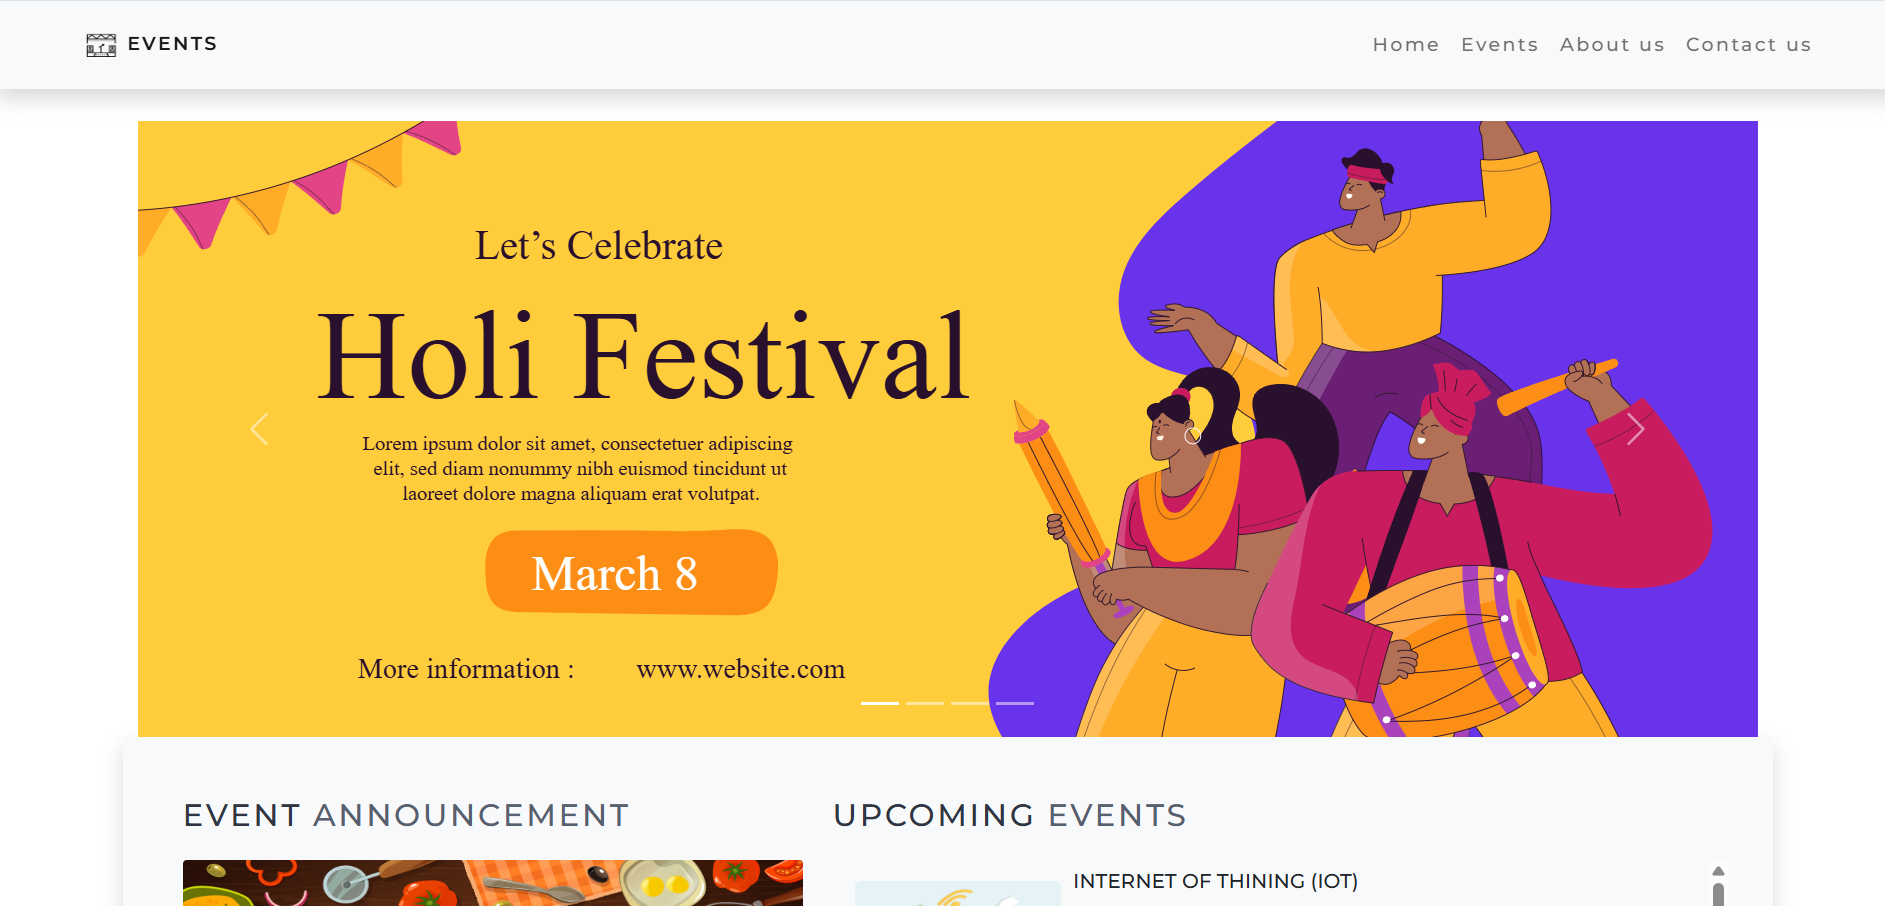 EVENTS
Home Events About us Contact us
Let’s Celebrate
Holi Festival
Lorem ipsum dolor sit amet, consectetuer adipiscing
elit, sed diam nonummy nibh euismod tincidunt ut
laoreet dolore magna aliquam erat volutpat.
March 8
More information : www.website.com
EVENT ANNOUNCEMENT
UPCOMING EVENTS
INTERNET OF THINING (IOT)